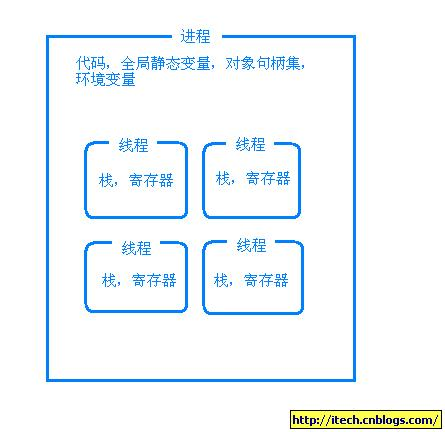 进程
代码，全局静态变量，对象句柄集，
环境变量
线程
栈，寄存器
线程
栈，寄存器
线程
栈，寄存器
线程
栈，寄存器
http://itech.cnblogs.com/